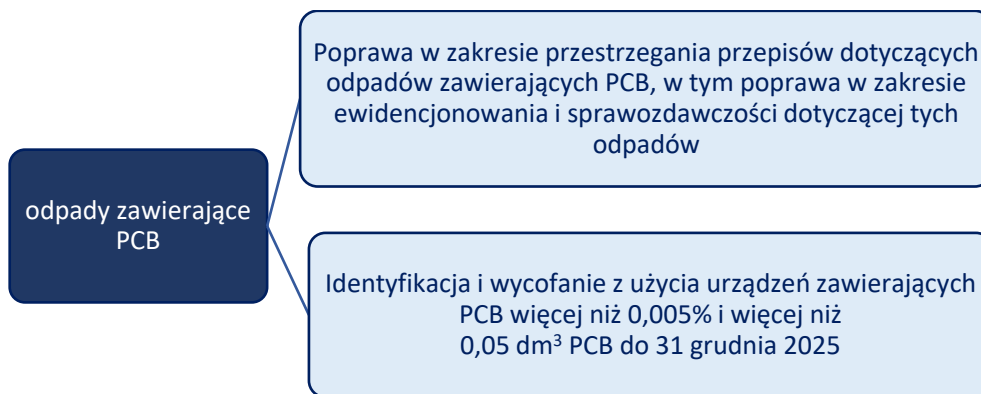 Poprawa w zakresie przestrzegania przepisów dotyczących
odpadów zawierających PCB, w tym poprawa w zakresie
ewidencjonowania i sprawozdawczości dotyczącej tych
odpadów
odpady zawierające
PCB
Identyfikacja i wycofanie z użycia urządzeń zawierających
PCB więcej niż 0,005% i więcej niż
0,05 dm³ PCB do 31 grudnia 2025